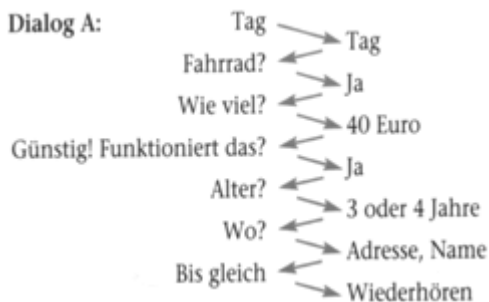 Dialog A:
Tag
Tag
Fahrrad?
Ja
Wie viel?
40 Euro
Günstig! Funktioniert das?
Ja
Alter?
3 oder 4 Jahre
Wo?
Adresse, Name
Bis gleich
Wiederhören